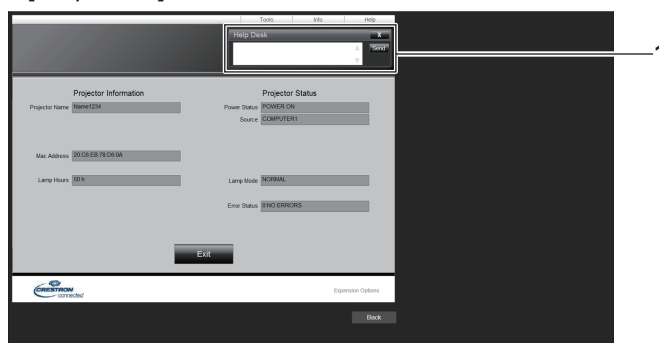 Tools Info Help
Help Desk X
Send
Projector Information Projector Status
Projector Name Name1234 Power Status POWER ON
Source COMPUTER1
Mac Address 20:C6:EB:78:D6:0A
Lamp Hours 50 h Lamp Mode NORMAL
Error Status 0:NO ERRORS
Exit
CRESTRON
connected
Expansion Options
Back